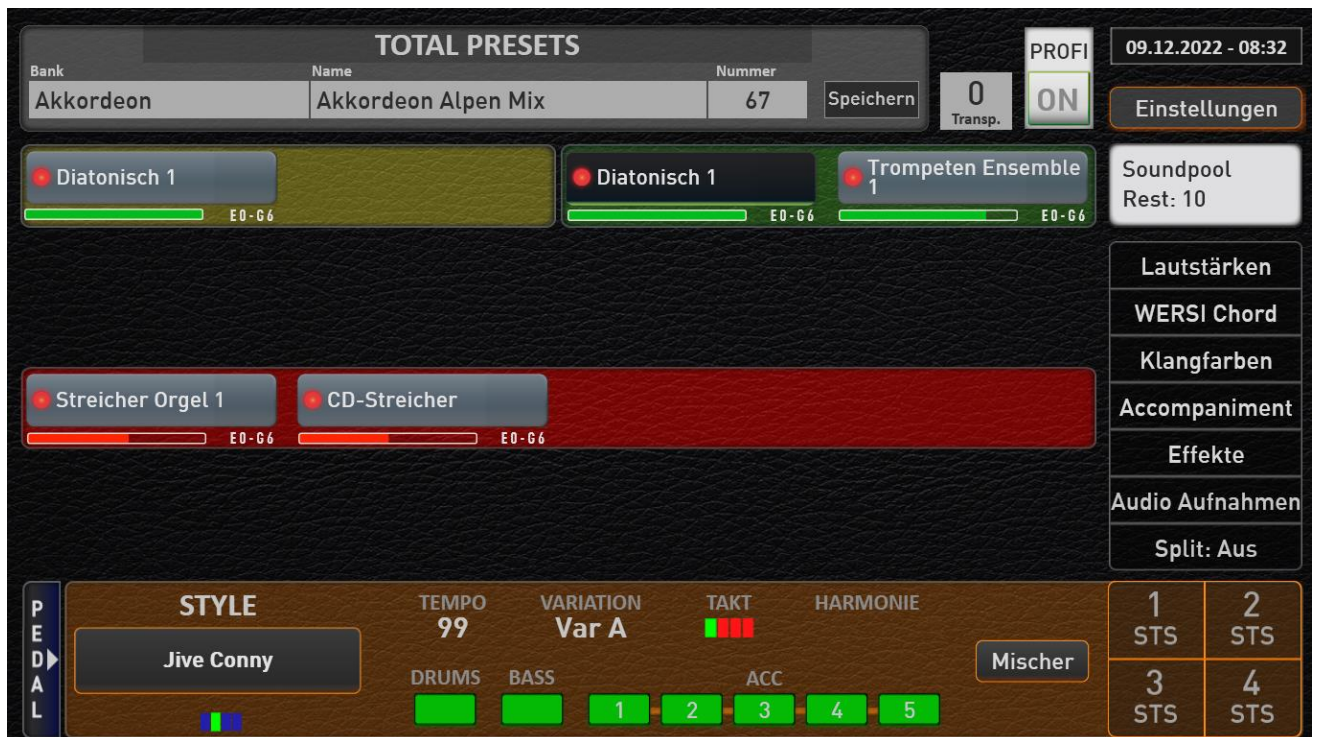 TOTAL PRESETS
Bank Name Nummer
Akkordeon Akkordeon Alpen Mix 67 Speichern
0
Transp.
PROFI
ON
09.12.2022 - 08:32
Einstellungen
Diatonisch 1
E0-G6
Diatonisch 1
E0-G6
Trompeten Ensemble
1
E0-G6
Soundpool
Rest: 10
Lautstärken
WERSI Chord
Klangfarben
Accompaniment
Effekte
Audio Aufnahmen
Split: Aus
Streicher Orgel 1
E0-G6
CD-Streicher
E0-G6
PEDAL
STYLE
Jive Conny
TEMPO VARIATION TAKT HARMONIE
99 Var A
DRUMS BASS ACC
1 2 3 4 5
Mischer
1
STS
2
STS
3
STS
4
STS